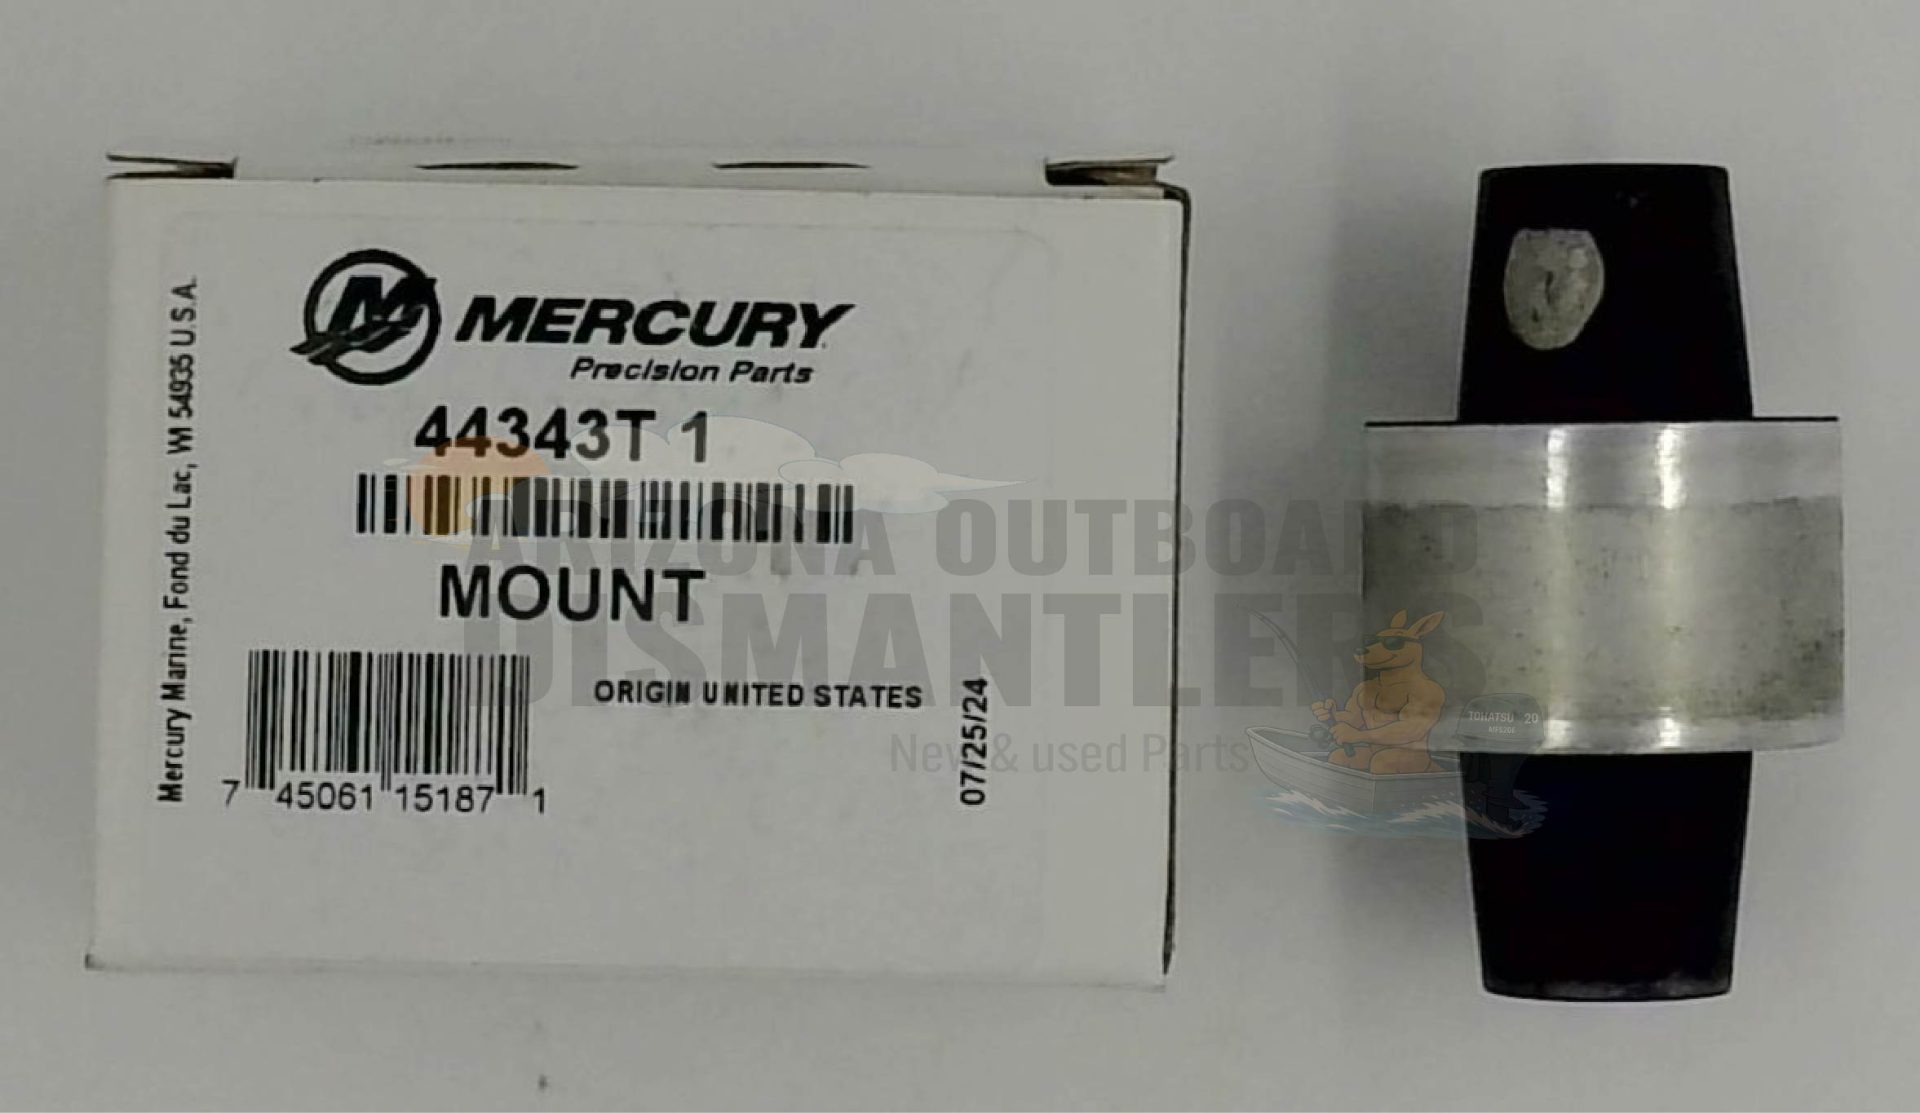 Mercury Marine, Fond du Lac, WI 54935 U.S.A.
MERCURY
Precision Parts
44343T 1
MOUNT
ORIGIN UNITED STATES
07/25/24
7 45061 15187 1
ARIZONA OUTBOARD
DISMANTLERS
New & used Parts
TOHATSU 20
MFS20E